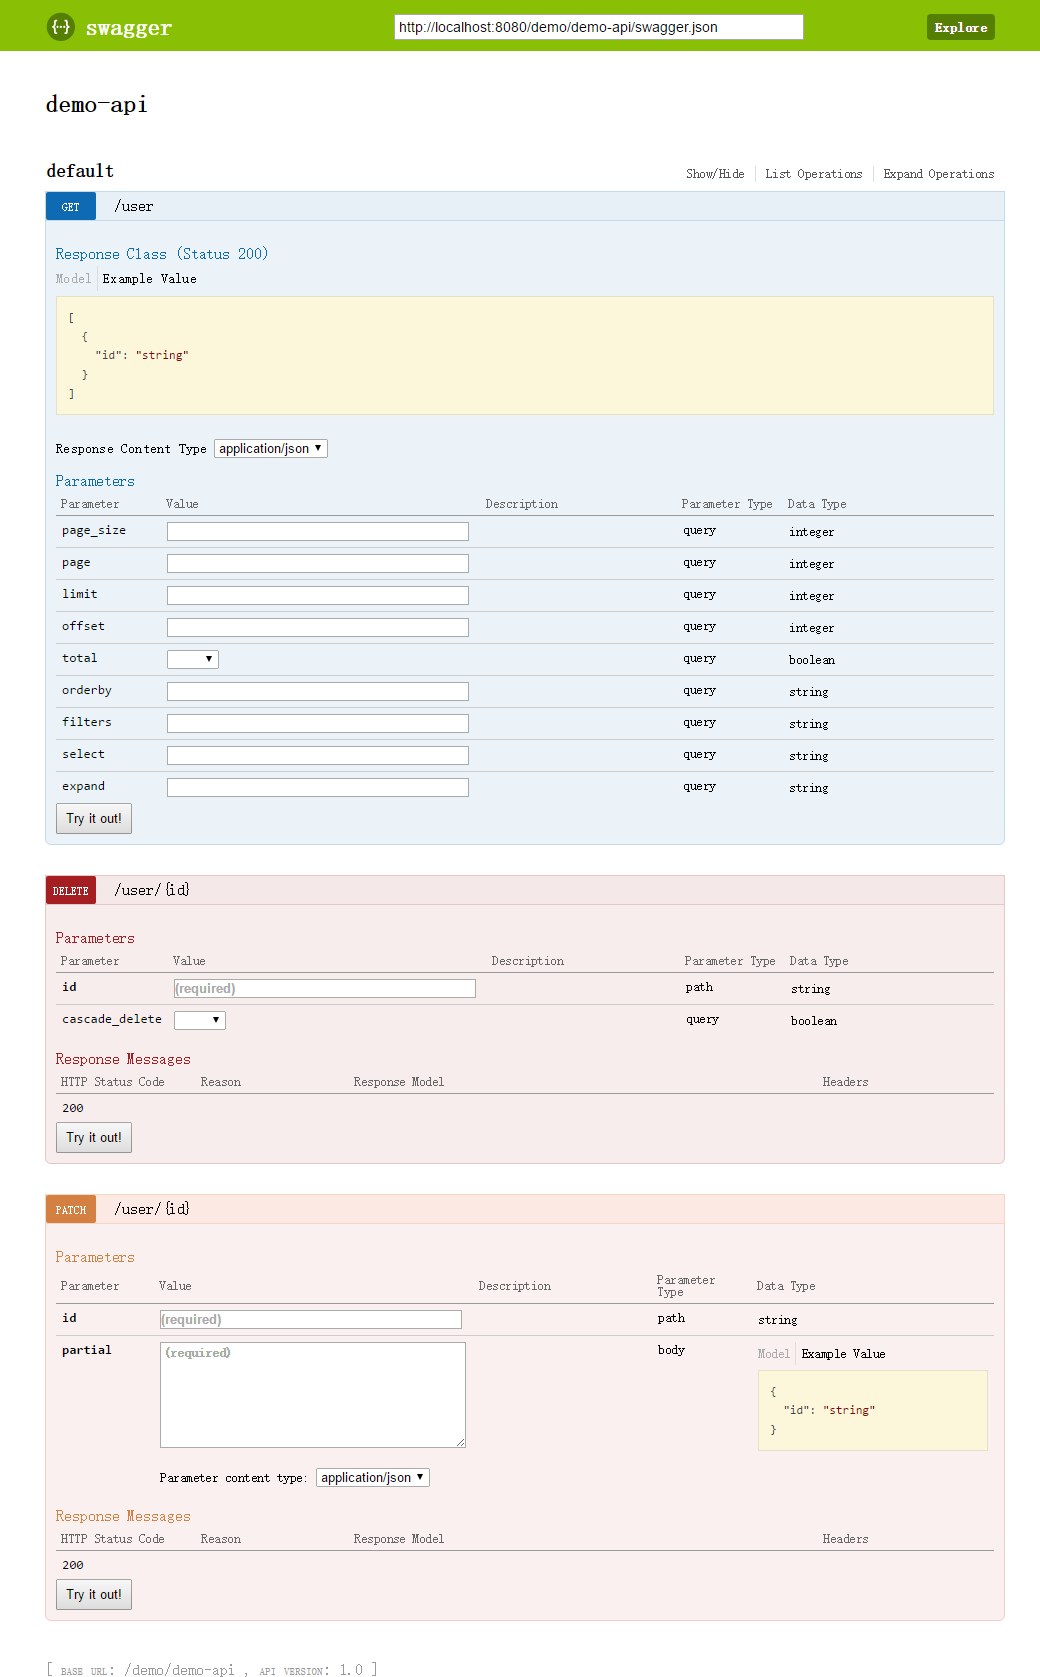 {··} swagger http://localhost:8080/demo/demo-api/swagger.json Explore
demo-api
default Show/Hide List Operations Expand Operations
GET /user
Response Class (Status 200)
Model Example Value
[
{
"id": "string"
}
]
Response Content Type application/json
Parameters
Parameter Value Description Parameter Type Data Type
page_size query integer
page query integer
limit query integer
offset query integer
total query boolean
orderby query string
filters query string
select query string
expand query string
Try it out!
DELETE /user/{id}
Parameters
Parameter Value Description Parameter Type Data Type
id (required) path string
cascade_delete query boolean
Response Messages
HTTP Status Code Reason Response Model Headers
200
Try it out!
PATCH /user/{id}
Parameters
Parameter Value Description Parameter Type Data Type
id (required) path string
partial (required) body Model Example Value
{
"id": "string"
}
Parameter content type: application/json
Response Messages
HTTP Status Code Reason Response Model Headers
200
Try it out!
[ BASE URL: /demo/demo-api , API VERSION: 1.0 ]